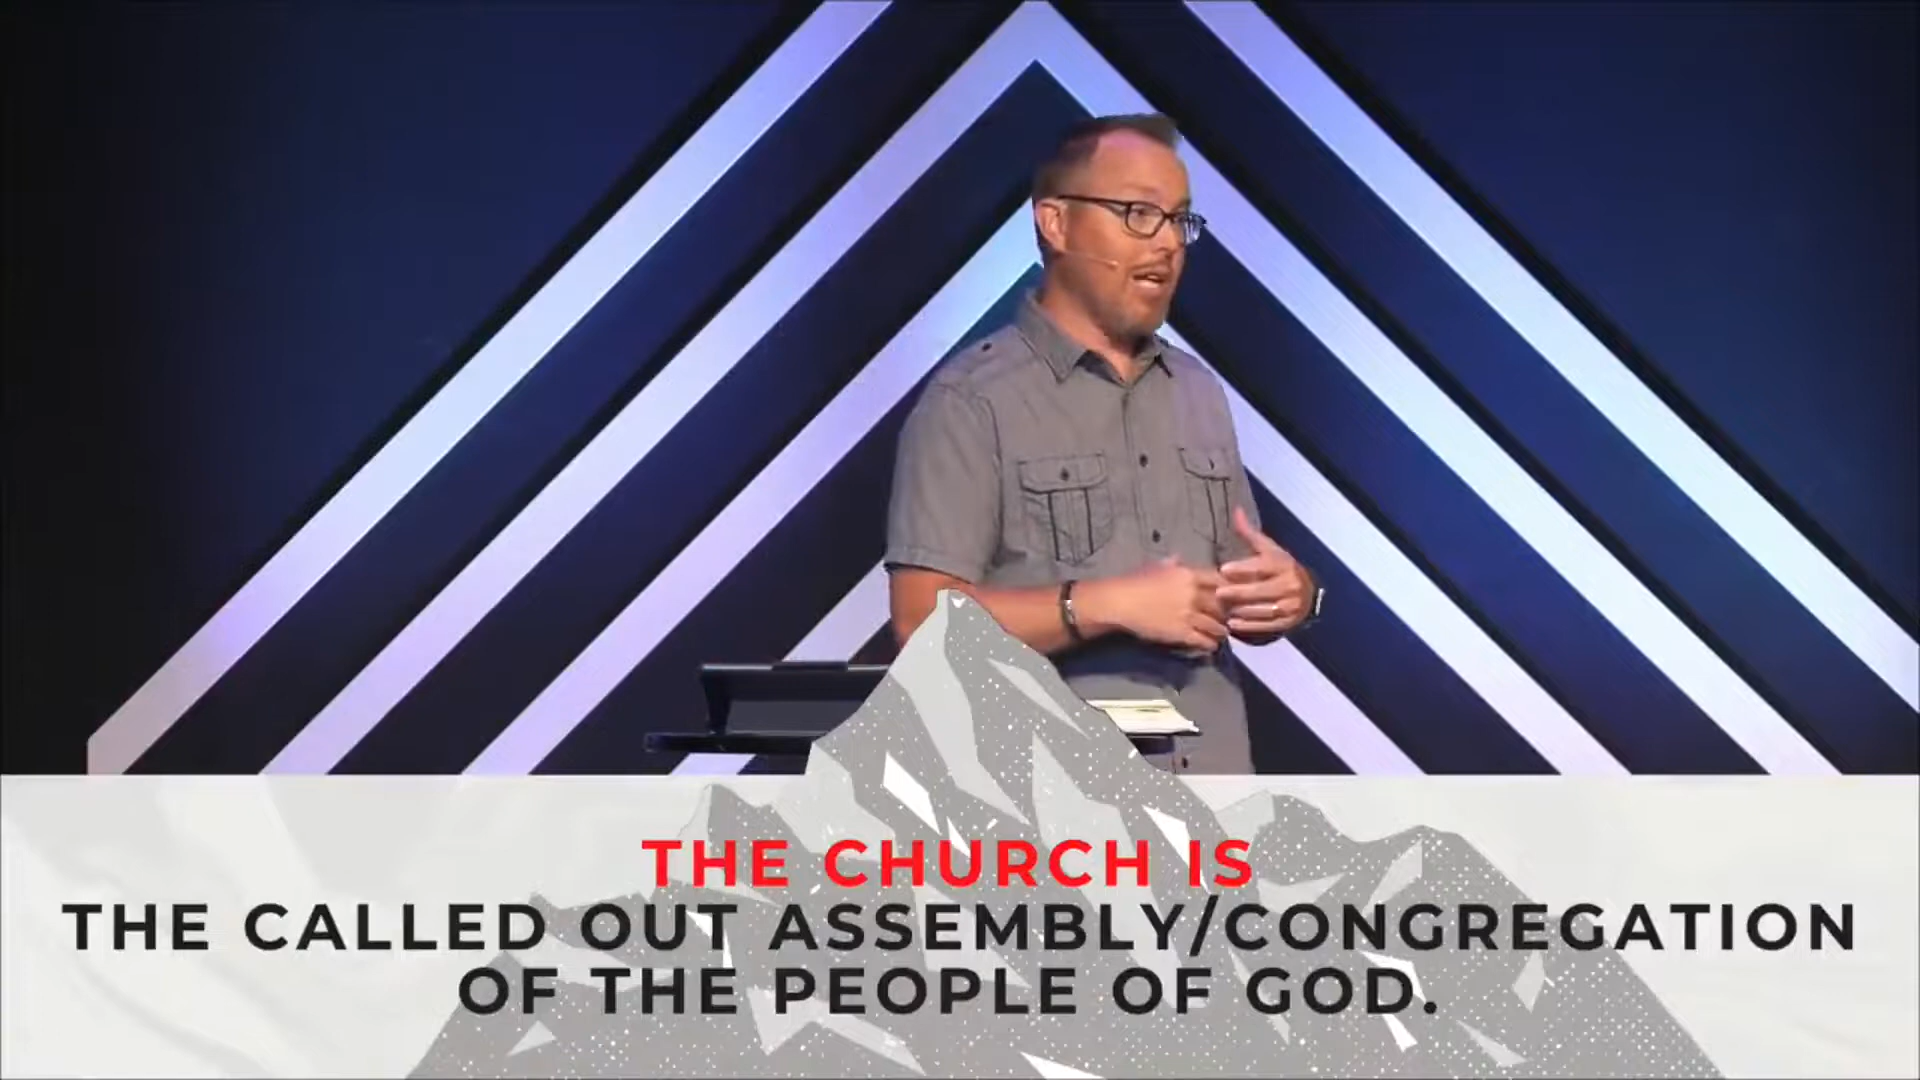 THE CHURCH IS
THE CALLED OUT ASSEMBLY/CONGREGATION
OF THE PEOPLE OF GOD.